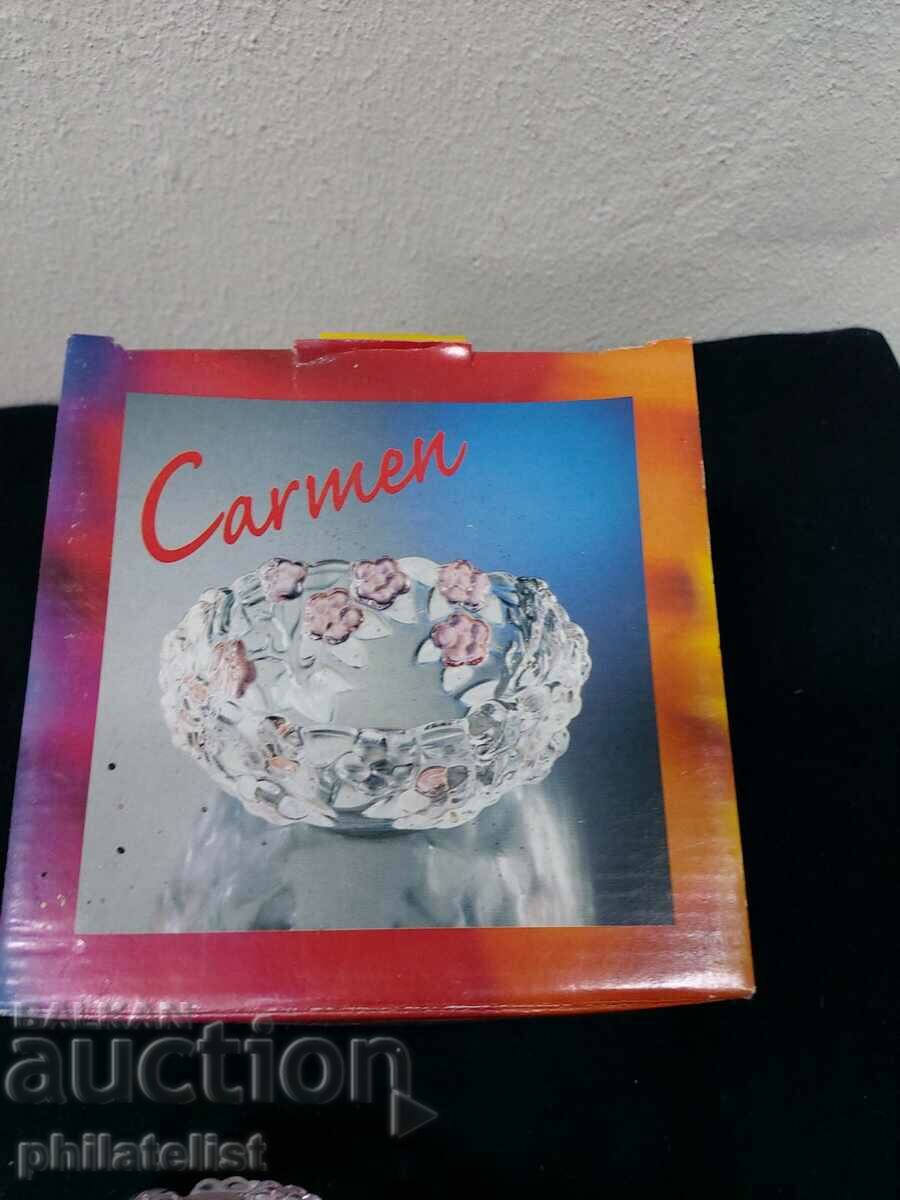 Carmen
BALKAN
auction
philatelist